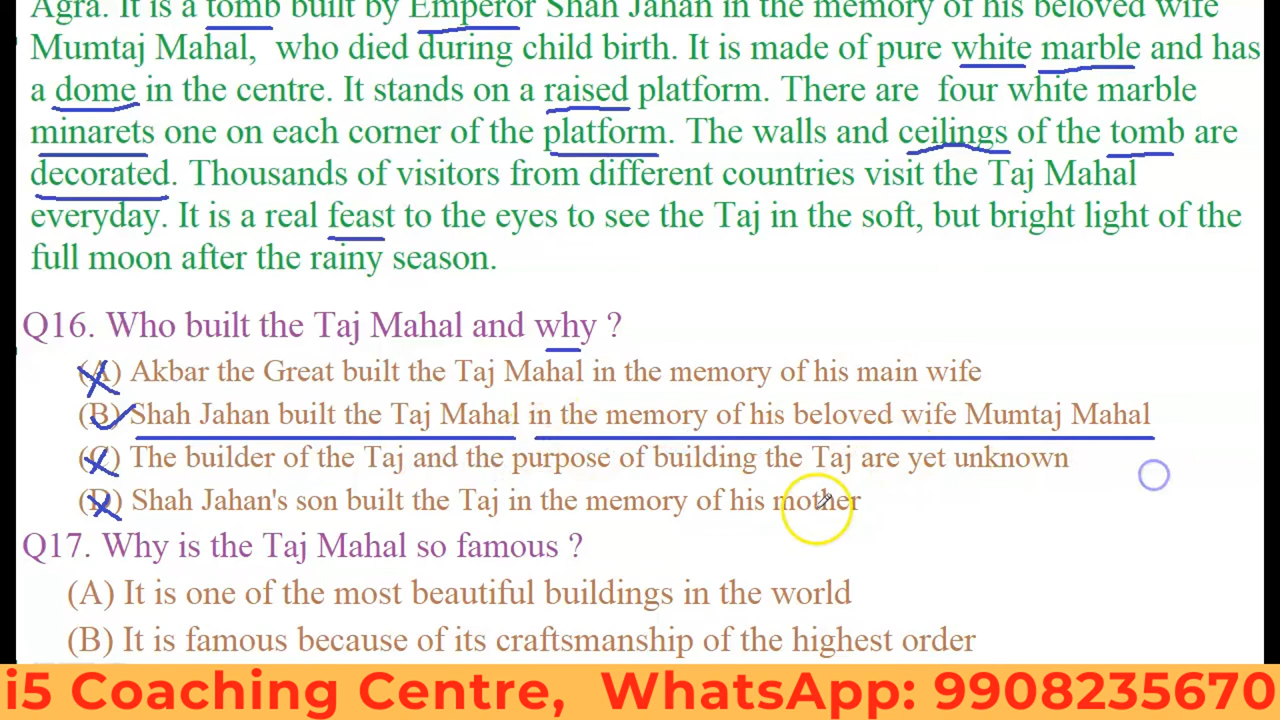 Agra. It is a tomb built by Emperor Shah Jahan in the memory of his beloved wife
Mumtaj Mahal, who died during child birth. It is made of pure white marble and has
a dome in the centre. It stands on a raised platform. There are four white marble
minarets one on each corner of the platform. The walls and ceilings of the tomb are
decorated. Thousands of visitors from different countries visit the Taj Mahal
everyday. It is a real feast to the eyes to see the Taj in the soft, but bright light of the
full moon after the rainy season.
Q16. Who built the Taj Mahal and why ?
(A) Akbar the Great built the Taj Mahal in the memory of his main wife
(B) Shah Jahan built the Taj Mahal in the memory of his beloved wife Mumtaj Mahal
(C) The builder of the Taj and the purpose of building the Taj are yet unknown
(D) Shah Jahan's son built the Taj in the memory of his mother
Q17. Why is the Taj Mahal so famous ?
(A) It is one of the most beautiful buildings in the world
(B) It is famous because of its craftsmanship of the highest order
i5 Coaching Centre, WhatsApp: 9908235670